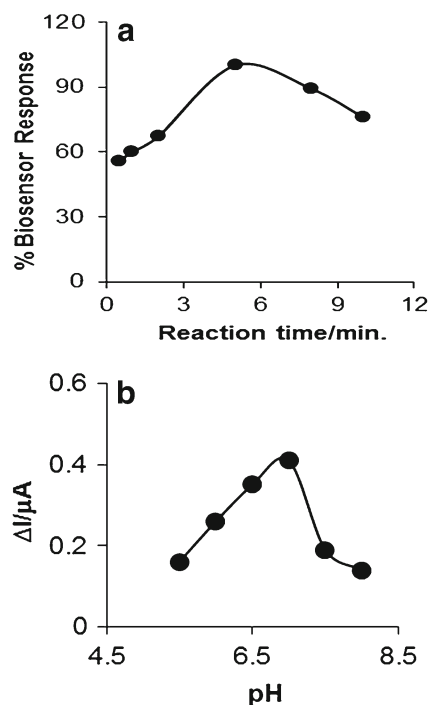 a
120
90
60
30
0
% Biosensor Response
0 3 6 9 12
Reaction time/min.
b
0.6
0.4
0.2
0
ΔI/µA
4.5 6.5 8.5
pH